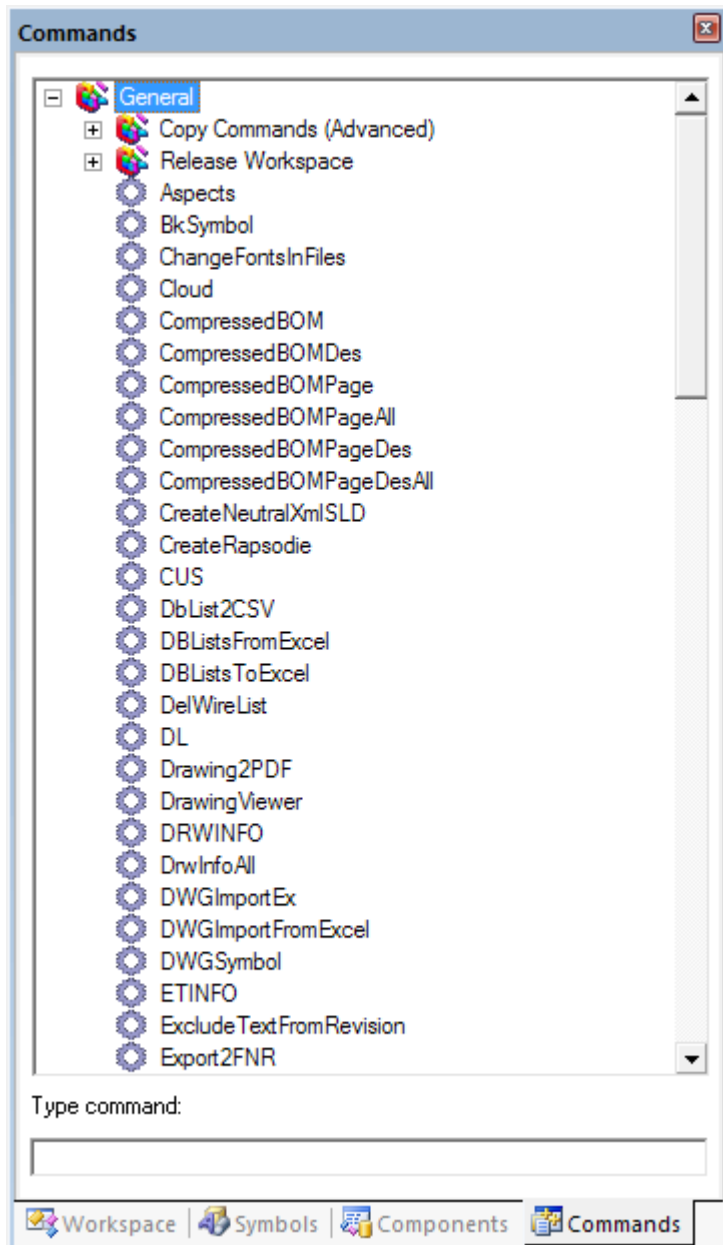 Commands
General
Copy Commands (Advanced)
Release Workspace
Aspects
BkSymbol
ChangeFontsInFiles
Cloud
CompressedBOM
CompressedBOMDes
CompressedBOMPage
CompressedBOMPageAll
CompressedBOMPageDes
CompressedBOMPageDesAll
CreateNeutralXmlSLD
CreateRapsodie
CUS
DbList2CSV
DBListsFromExcel
DBListsToExcel
DelWireList
DL
Drawing2PDF
DrawingViewer
DRWINFO
DrwInfoAll
DWGImportEx
DWGImportFromExcel
DWGSymbol
ETINFO
ExcludeTextFromRevision
Export2FNR
Type command:
Workspace Symbols Components Commands